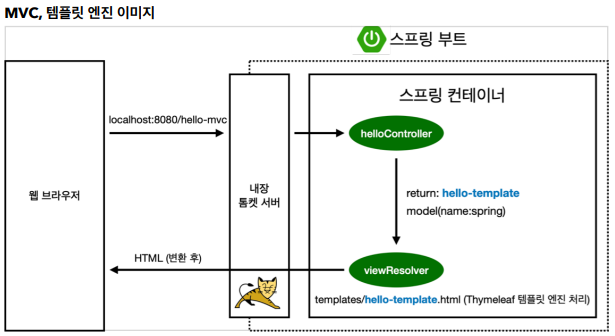 MVC, 템플릿 엔진 이미지
스프링 부트
웹 브라우저
localhost:8080/hello-mvc
내장
톰켓 서버
스프링 컨테이너
helloController
return: hello-template
model(name:spring)
HTML (변환 후)
viewResolver
templates/hello-template.html (Thymeleaf 템플릿 엔진 처리)